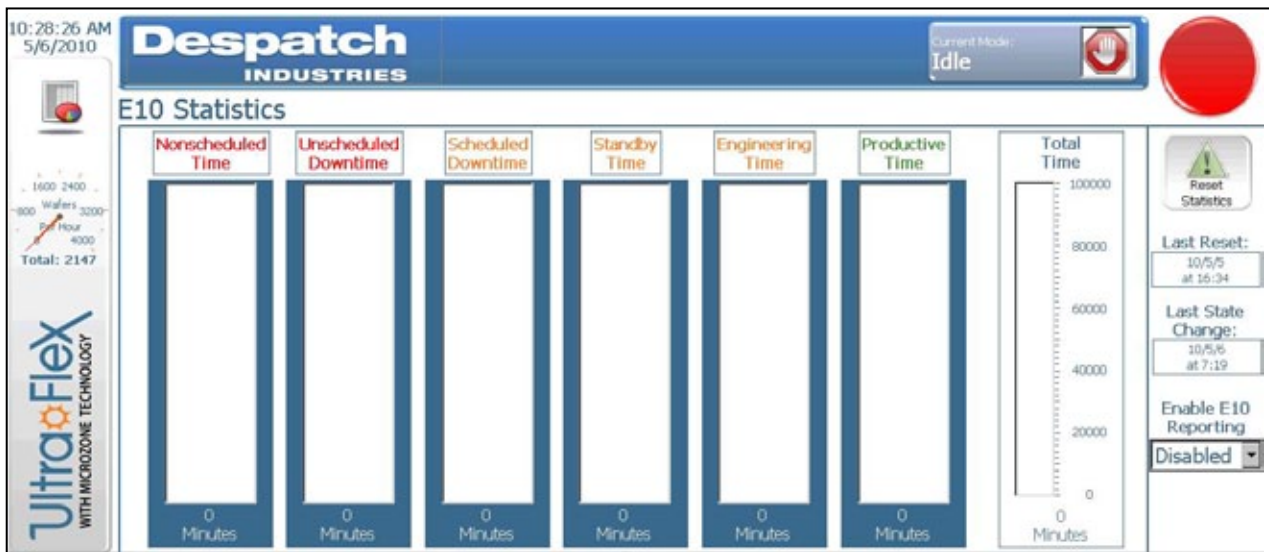 10:28:26 AM
5/6/2010
Despatch
INDUSTRIES
Current Mode:
Idle
E10 Statistics
1600 2400
800 Wafers 3200
Per Hour
0 4000
Total: 2147
UltraFlex
WITH MICROZONE TECHNOLOGY
Nonscheduled
Time
Unscheduled
Downtime
Scheduled
Downtime
Standby
Time
Engineering
Time
Productive
Time
Total
Time
0
Minutes
0
Minutes
0
Minutes
0
Minutes
0
Minutes
0
Minutes
100000
80000
60000
40000
20000
0
0
Minutes
Reset
Statistics
Last Reset:
10/5/5
at 16:34
Last State
Change:
10/5/6
at 7:19
Enable E10
Reporting
Disabled